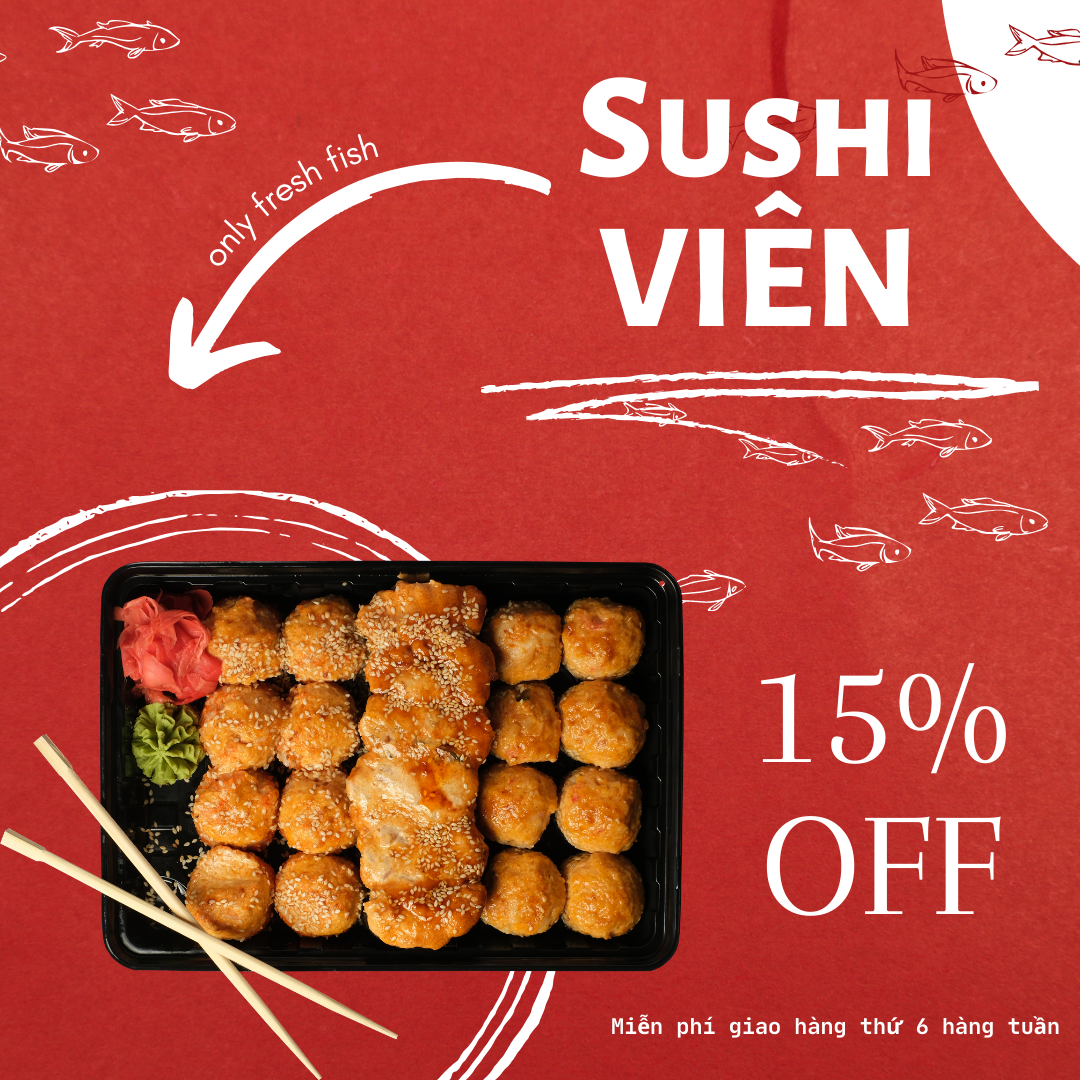 SUSHI
VIÊN
only fresh fish
15%
OFF
Miễn phí giao hàng thứ 6 hàng tuần